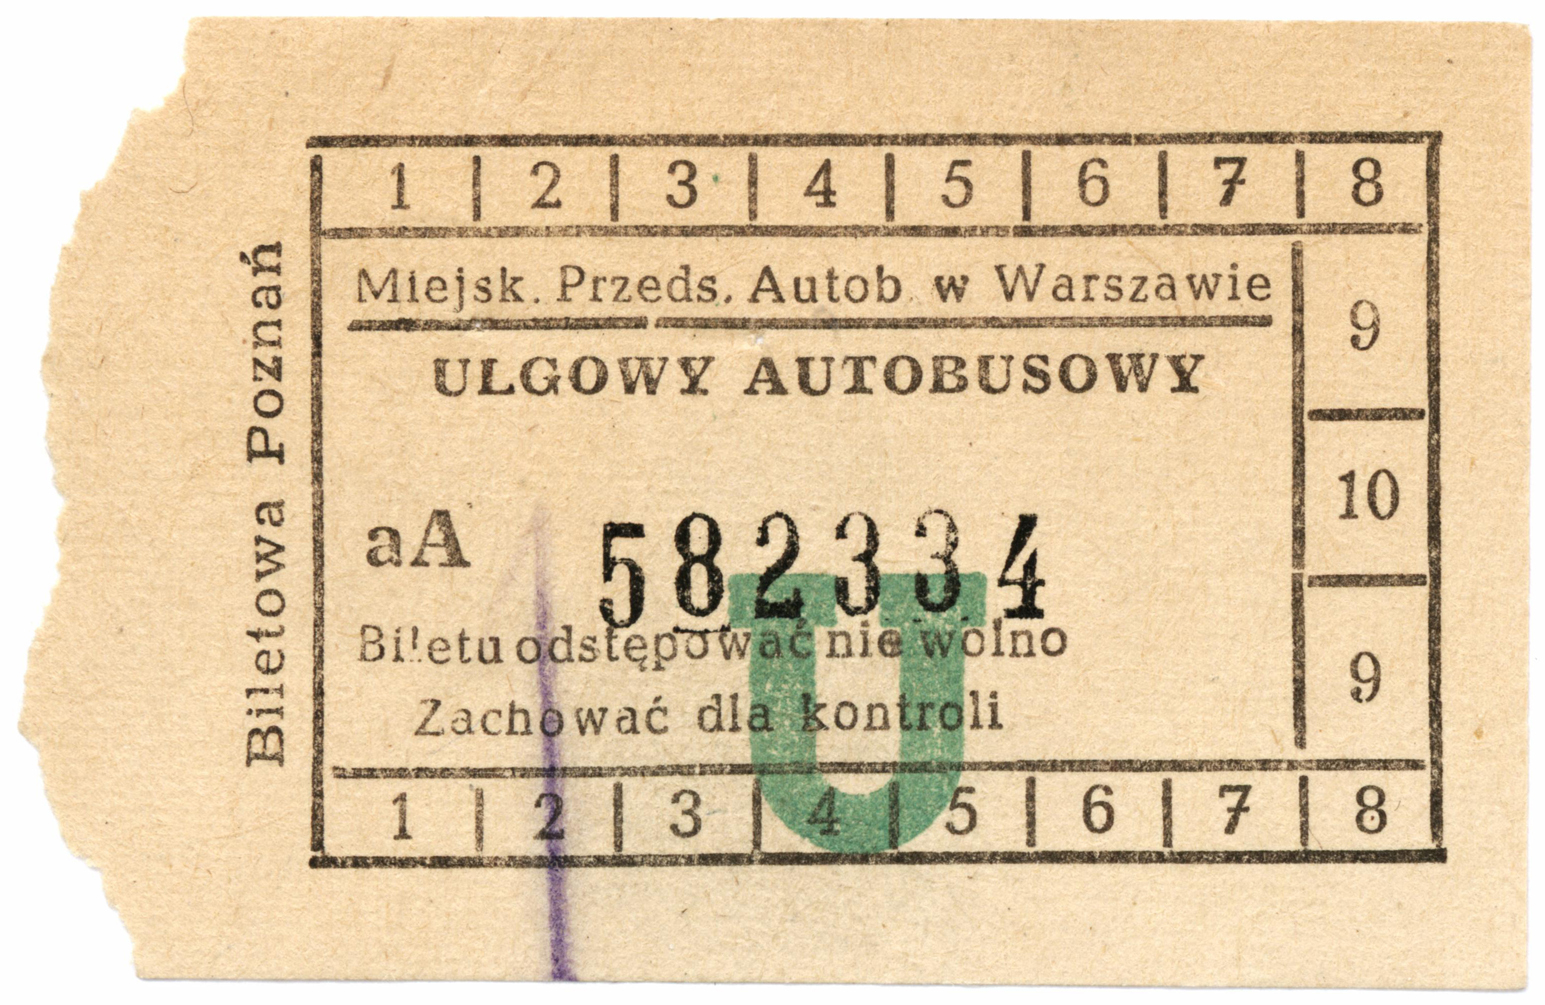 1 | 2 | 3 | 4 | 5 | 6 | 7 | 8
Miejsk. Przeds. Autob. w Warszawie
9
ULGOWY AUTOBUSOWY
10
aA 582334
U
Biletu odstępować nie wolno
9
Zachować dla kontroli
1 | 2 | 3 | 4 | 5 | 6 | 7 | 8
Biletowa Poznań